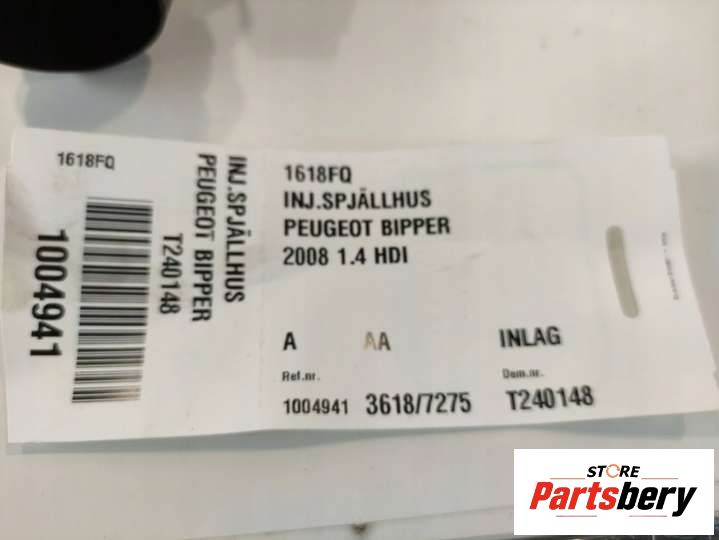 1618FQ
INJ.SPJÄLLHUS
PEUGEOT BIPPER
T240148
1004941
1618FQ
INJ.SPJÄLLHUS
PEUGEOT BIPPER
2008 1.4 HDI
A AA INLAG
Ref.nr. Dem.nr.
1004941 3618/7275 T240148
STORE
Partsbery